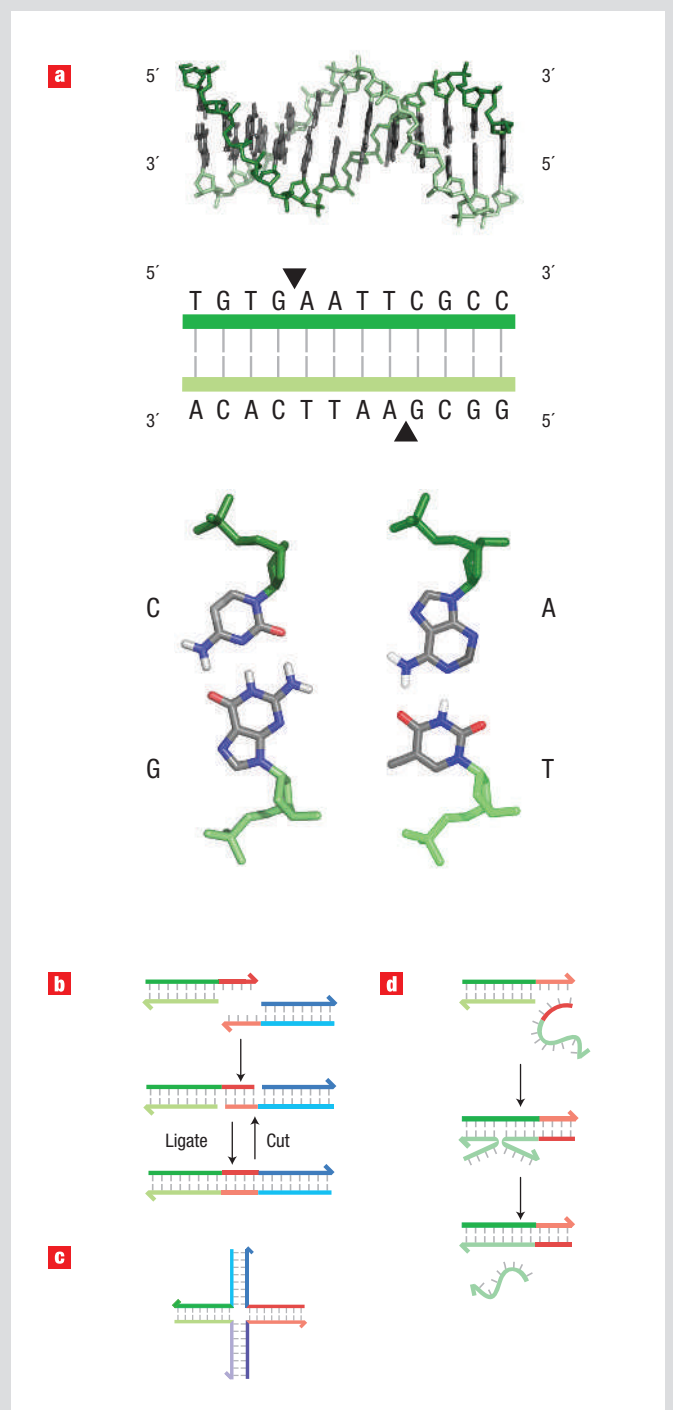 a
5´ 3´
3´ 5´
5´ 3´
T G T G A A T T C G C C
A C A C T T A A G C G G
3´ 5´
C A
G T
b d
Ligate Cut
c